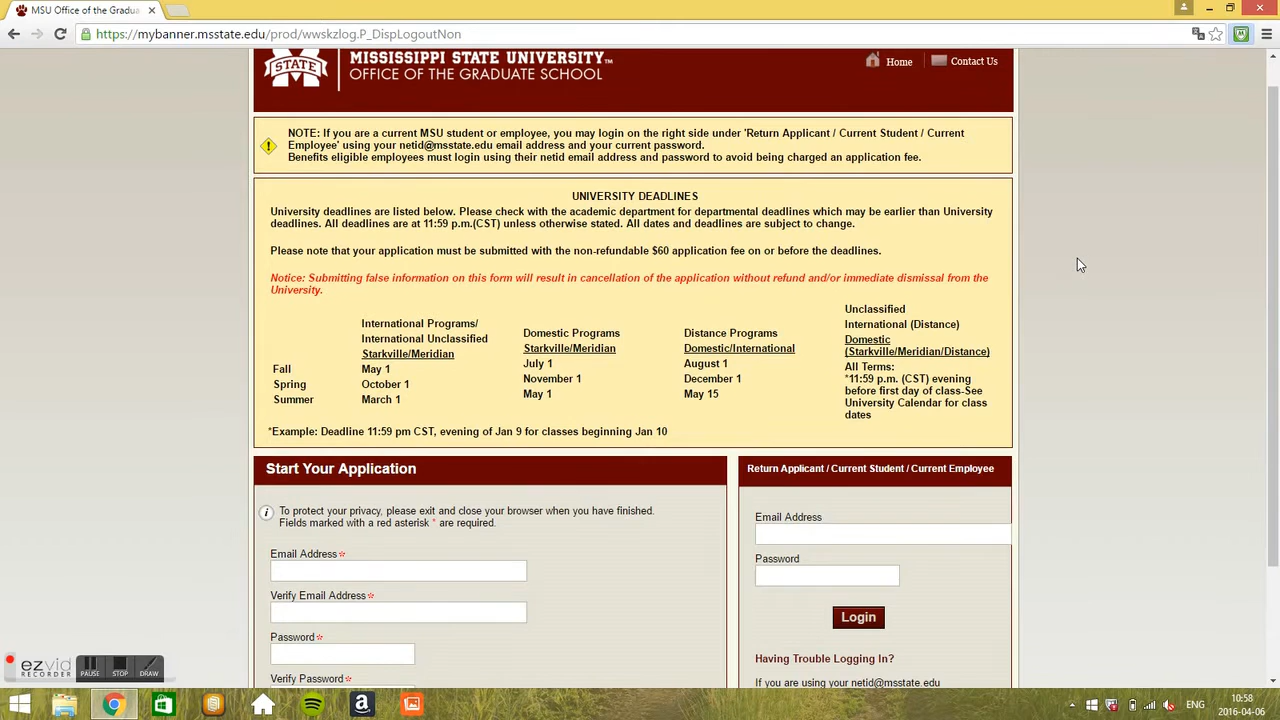 MSU Office of the Gradua
https://mybanner.msstate.edu/prod/wwskzlog.P_DispLogoutNon
STATE
MISSISSIPPI STATE UNIVERSITY™
OFFICE OF THE GRADUATE SCHOOL
Home
Contact Us
NOTE: If you are a current MSU student or employee, you may login on the right side under 'Return Applicant / Current Student / Current
Employee' using your netid@msstate.edu email address and your current password.
Benefits eligible employees must login using their netid email address and password to avoid being charged an application fee.
UNIVERSITY DEADLINES
University deadlines are listed below. Please check with the academic department for departmental deadlines which may be earlier than University
deadlines. All deadlines are at 11:59 p.m.(CST) unless otherwise stated. All dates and deadlines are subject to change.
Please note that your application must be submitted with the non-refundable $60 application fee on or before the deadlines.
Notice: Submitting false information on this form will result in cancellation of the application without refund and/or immediate dismissal from the
University.
International Programs/
International Unclassified
Starkville/Meridian
Domestic Programs
Starkville/Meridian
Distance Programs
Domestic/International
Unclassified
International (Distance)
Domestic
(Starkville/Meridian/Distance)
Fall
May 1
July 1
August 1
Spring
October 1
November 1
December 1
Summer
March 1
May 1
May 15
All Terms:
*11:59 p.m. (CST) evening
before first day of class-See
University Calendar for class
dates
*Example: Deadline 11:59 pm CST, evening of Jan 9 for classes beginning Jan 10
Start Your Application
To protect your privacy, please exit and close your browser when you have finished.
Fields marked with a red asterisk * are required.
Email Address*
Verify Email Address*
Password*
Verify Password*
Return Applicant / Current Student / Current Employee
Email Address
Password
Login
Having Trouble Logging In?
If you are using your netid@msstate.edu
ezvid
RECORDER
PAUSE
STOP
DRAW
ENG
10:58
2016-04-06